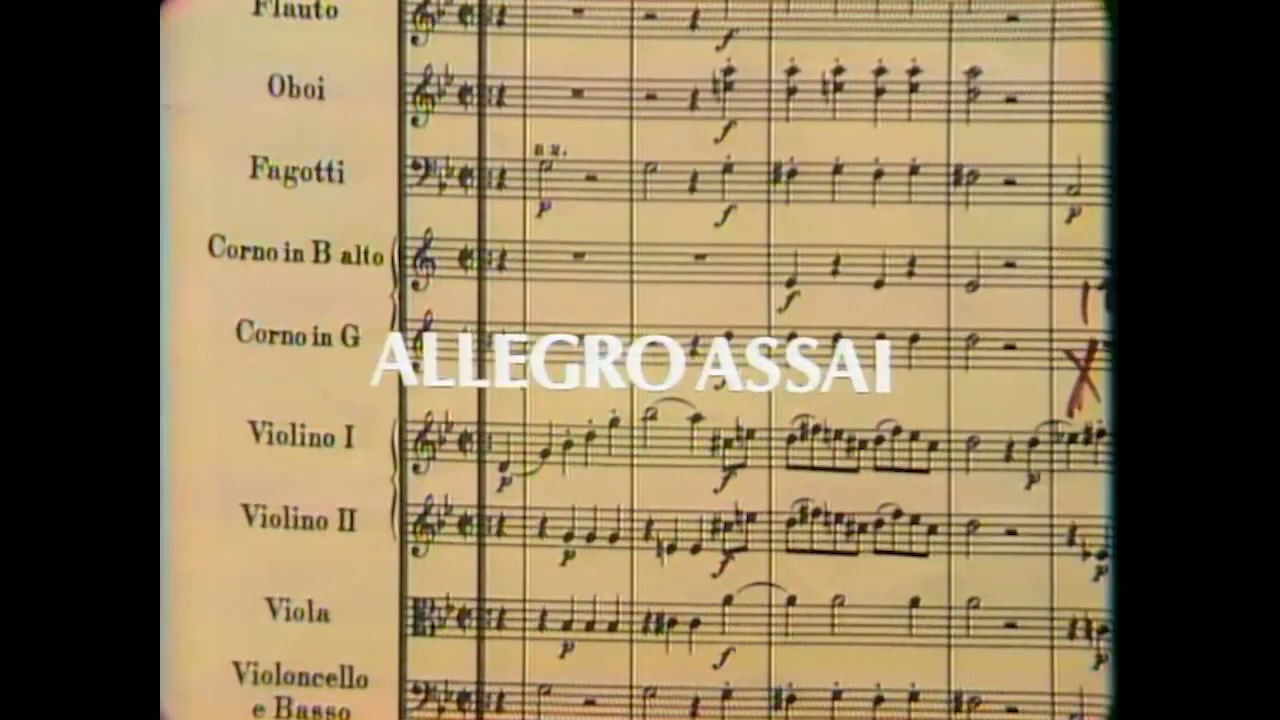 Flauto
Oboi
a 2.
Fagotti
p
f
Corno in B alto
Corno in G
ALLEGRO ASSAI
Violino I
Violino II
Viola
Violoncello
e Basso